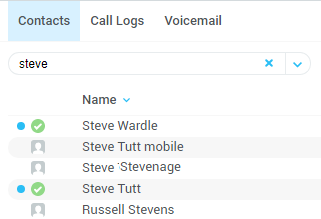 Contacts Call Logs Voicemail
steve
Name
Steve Wardle
Steve Tutt mobile
Steve Stevenage
Steve Tutt
Russell Stevens